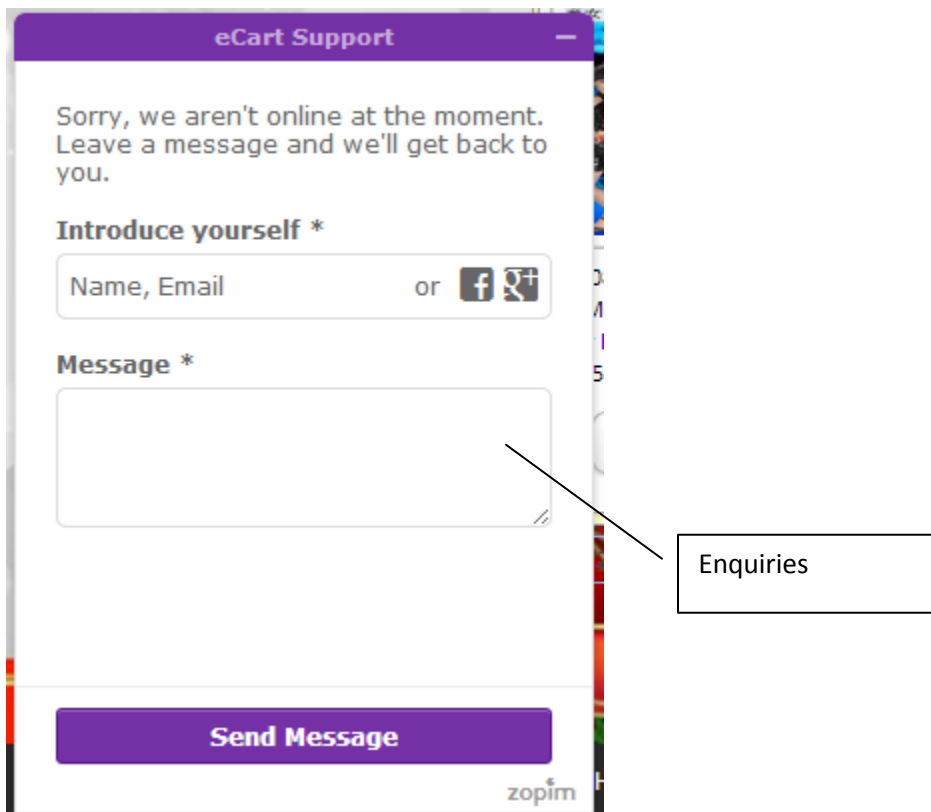 eCart Support
Sorry, we aren't online at the moment.
Leave a message and we'll get back to
you.
Introduce yourself *
Name, Email or f g+
Message *
Enquiries
Send Message
zopim